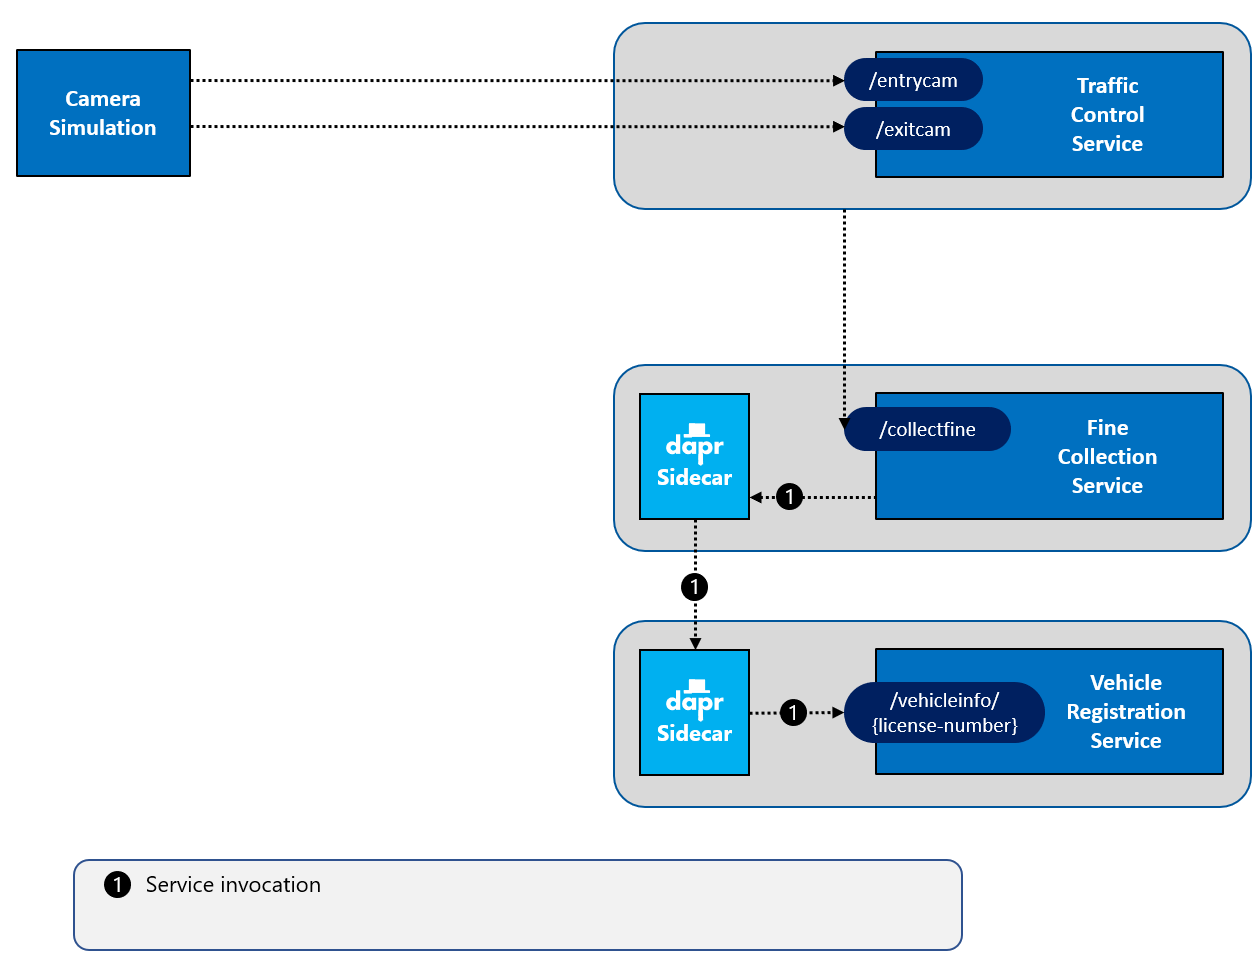 Camera
Simulation
/entrycam
/exitcam
Traffic
Control
Service
dapr
Sidecar
/collectfine
Fine
Collection
Service
1
1
dapr
Sidecar
1
/vehicleinfo/
{license-number}
Vehicle
Registration
Service
1 Service invocation